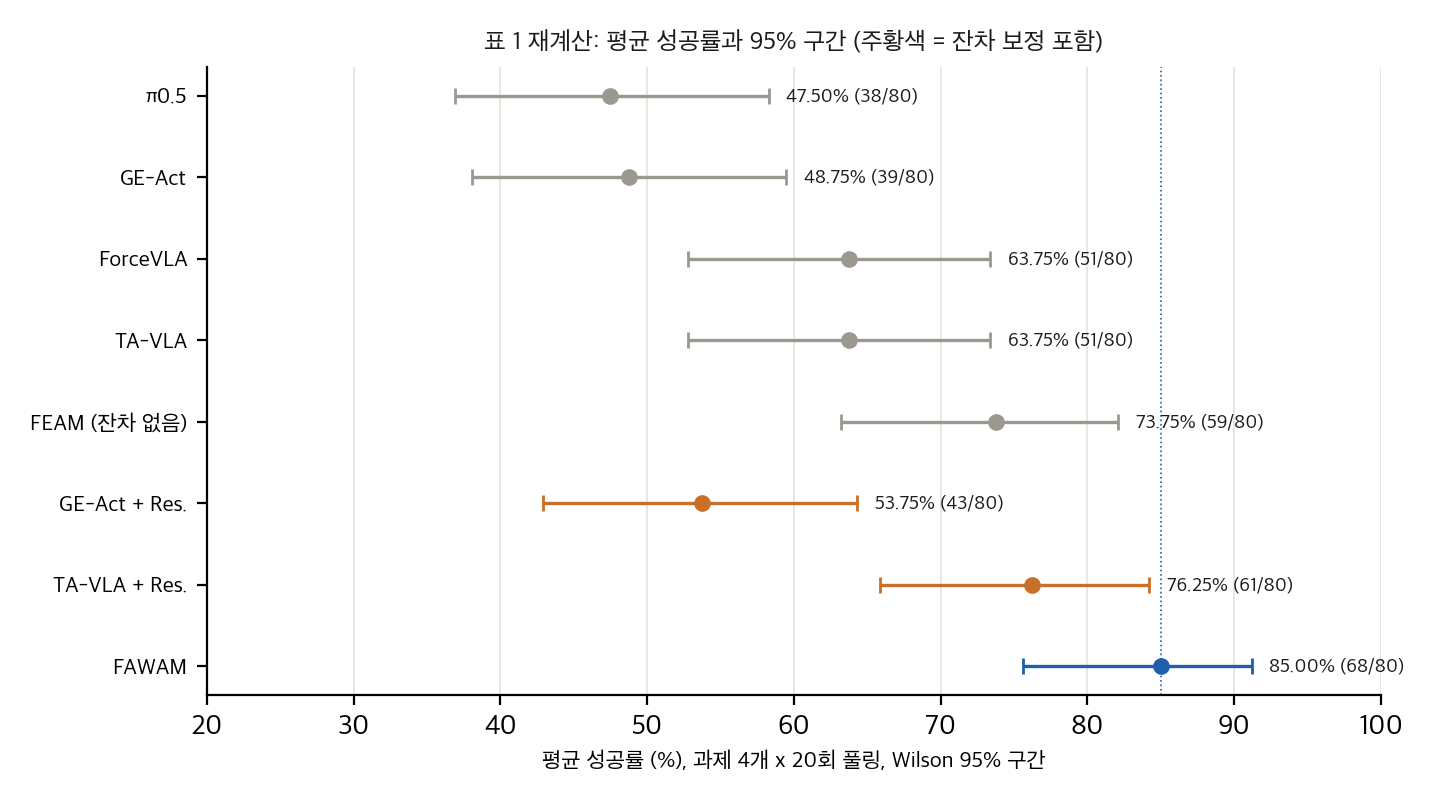 표 1 재계산: 평균 성공률과 95% 구간 (주황색 = 잔차 보정 포함)
π0.5
47.50% (38/80)
GE-Act
48.75% (39/80)
ForceVLA
63.75% (51/80)
TA-VLA
63.75% (51/80)
FEAM (잔차 없음)
73.75% (59/80)
GE-Act + Res.
53.75% (43/80)
TA-VLA + Res.
76.25% (61/80)
FAWAM
85.00% (68/80)
20 30 40 50 60 70 80 90 100
평균 성공률 (%), 과제 4개 x 20회 풀링, Wilson 95% 구간